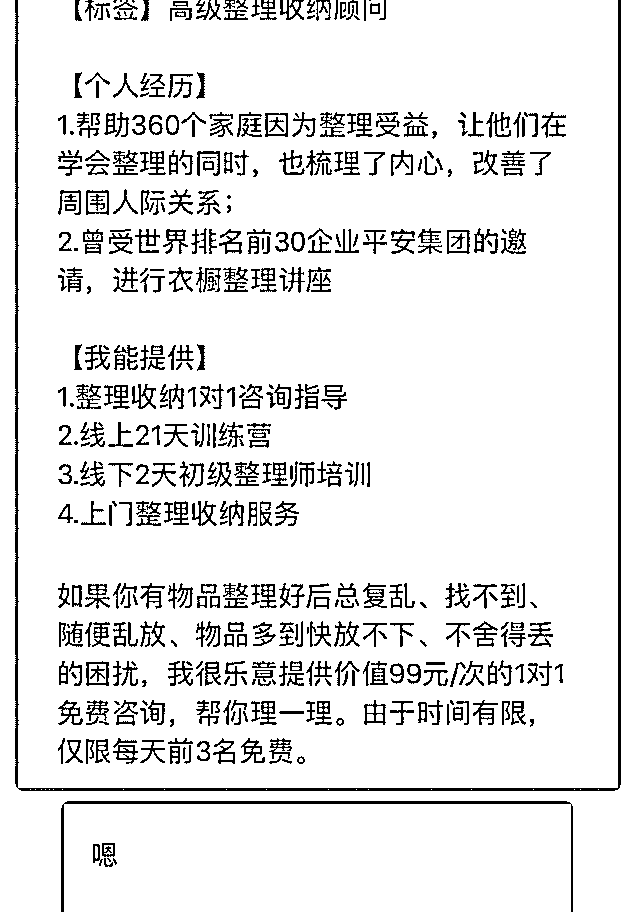 【标签】高级整理收纳顾问
【个人经历】
1.帮助360个家庭因为整理受益，让他们在
学会整理的同时，也梳理了内心，改善了
周围人际关系；
2.曾受世界排名前30企业平安集团的邀
请，进行衣橱整理讲座
【我能提供】
1.整理收纳1对1咨询指导
2.线上21天训练营
3.线下2天初级整理师培训
4.上门整理收纳服务
如果你有物品整理好后总复乱、找不到、
随便乱放、物品多到快放不下、不舍得丢
的困扰，我很乐意提供价值99元/次的1对1
免费咨询，帮你理一理。由于时间有限，
仅限每天前3名免费。
嗯